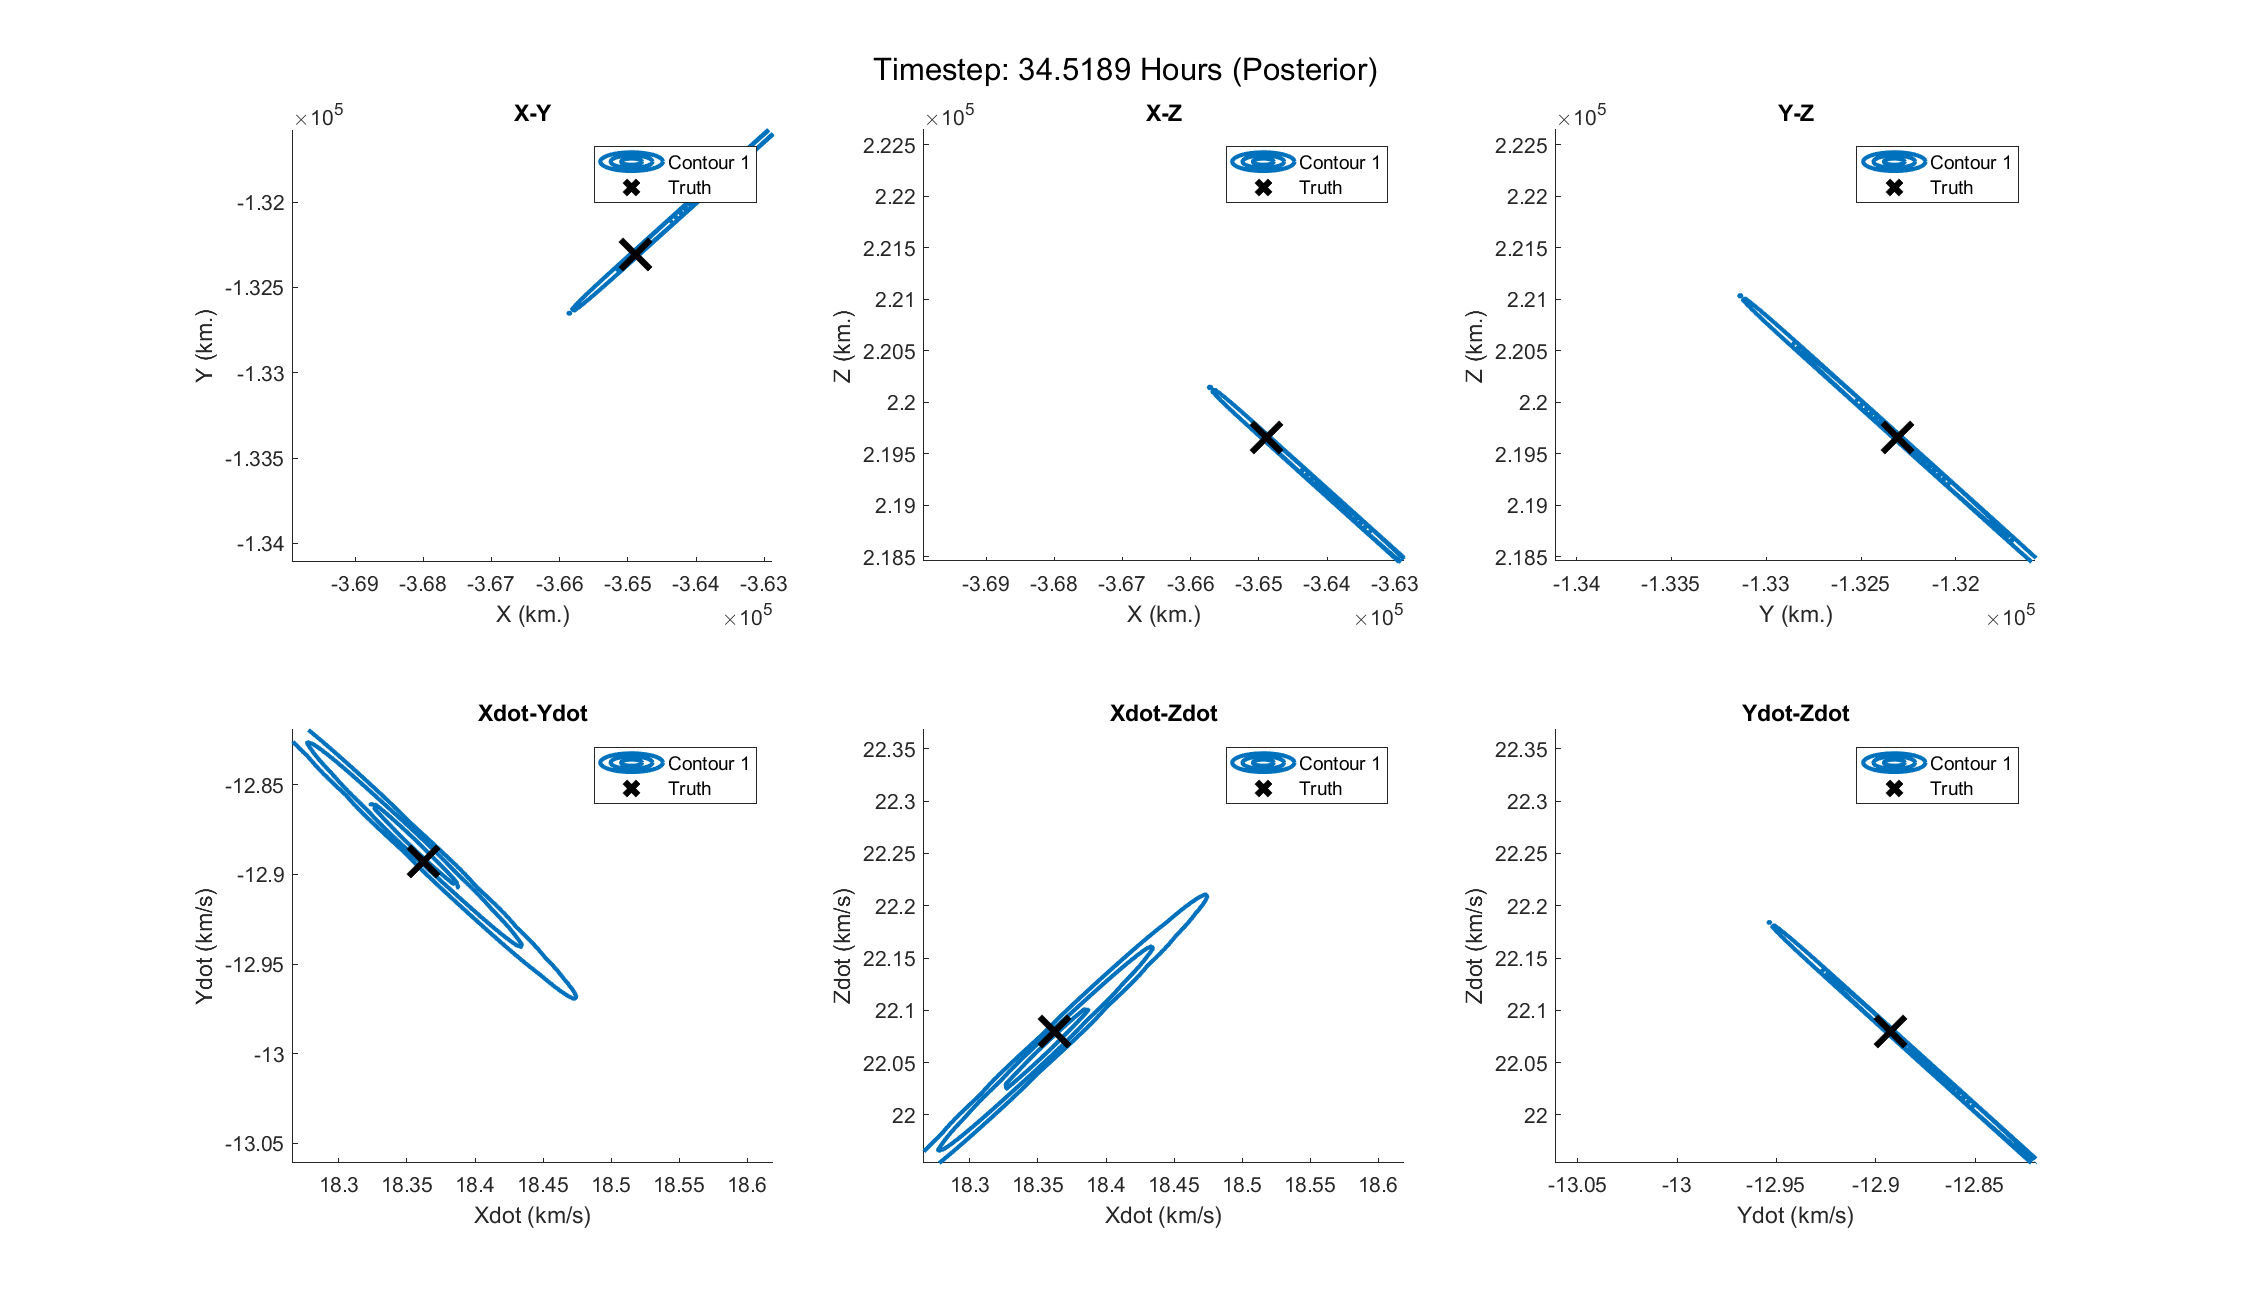 Timestep: 34.5189 Hours (Posterior)
X-Y
×10^5
-1.32
-1.325
-1.33
-1.335
-1.34
Y (km.)
-3.69 -3.68 -3.67 -3.66 -3.65 -3.64 -3.63
X (km.)
×10^5
Contour 1
Truth
X-Z
×10^5
2.225
2.22
2.215
2.21
2.205
2.2
2.195
2.19
2.185
Z (km.)
-3.69 -3.68 -3.67 -3.66 -3.65 -3.64 -3.63
X (km.)
×10^5
Contour 1
Truth
Y-Z
×10^5
2.225
2.22
2.215
2.21
2.205
2.2
2.195
2.19
2.185
Z (km.)
-1.34 -1.335 -1.33 -1.325 -1.32
Y (km.)
×10^5
Contour 1
Truth
Xdot-Ydot
-12.85
-12.9
-12.95
-13
-13.05
Ydot (km/s)
18.3 18.35 18.4 18.45 18.5 18.55 18.6
Xdot (km/s)
Contour 1
Truth
Xdot-Zdot
22.35
22.3
22.25
22.2
22.15
22.1
22.05
22
Zdot (km/s)
18.3 18.35 18.4 18.45 18.5 18.55 18.6
Xdot (km/s)
Contour 1
Truth
Ydot-Zdot
22.35
22.3
22.25
22.2
22.15
22.1
22.05
22
Zdot (km/s)
-13.05 -13 -12.95 -12.9 -12.85
Ydot (km/s)
Contour 1
Truth